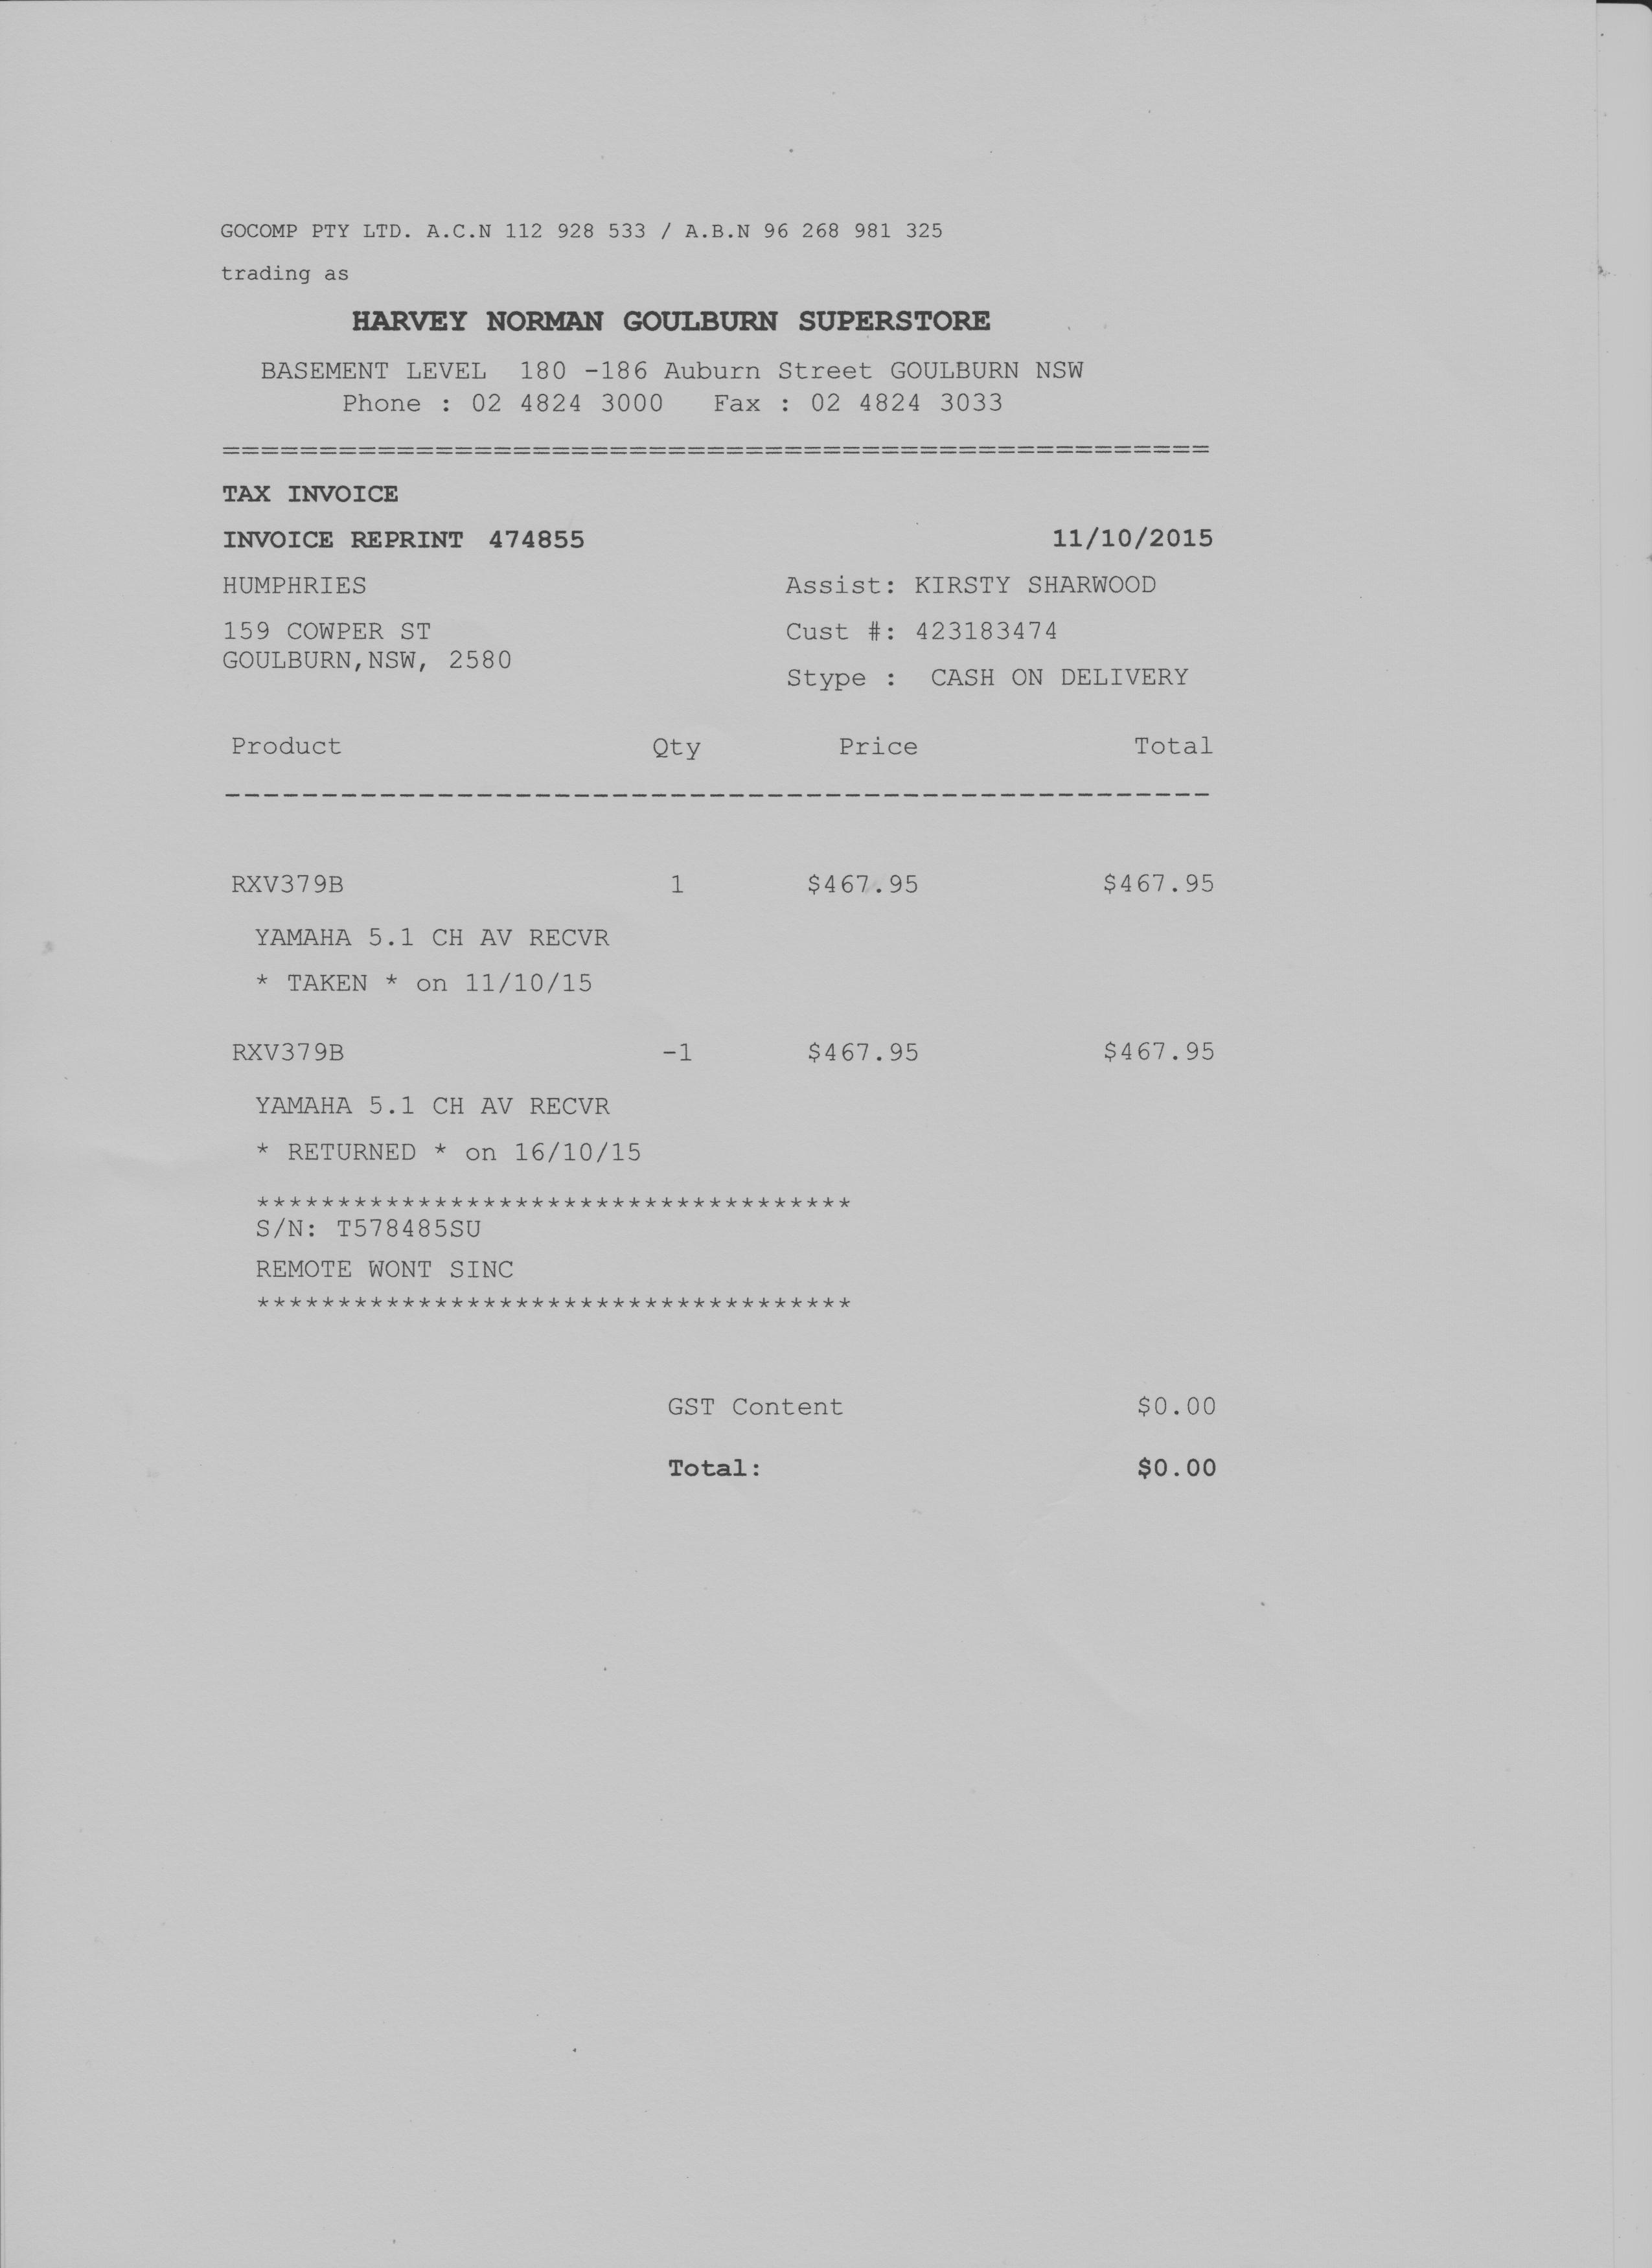 GOCOMP PTY LTD. A.C.N 112 928 533 / A.B.N 96 268 981 325
trading as
HARVEY NORMAN GOULBURN SUPERSTORE
BASEMENT LEVEL 180 -186 Auburn Street GOULBURN NSW
Phone : 02 4824 3000 Fax : 02 4824 3033
===================================================
TAX INVOICE
INVOICE REPRINT 474855 11/10/2015
HUMPHRIES Assist: KIRSTY SHARWOOD
159 COWPER ST Cust #: 423183474
GOULBURN,NSW, 2580
Stype : CASH ON DELIVERY
Product Qty Price Total
---------------------------------------------------
RXV379B 1 $467.95 $467.95
YAMAHA 5.1 CH AV RECVR
* TAKEN * on 11/10/15
RXV379B -1 $467.95 $467.95
YAMAHA 5.1 CH AV RECVR
* RETURNED * on 16/10/15
*************************************
S/N: T578485SU
REMOTE WONT SINC
*************************************
GST Content $0.00
Total: $0.00